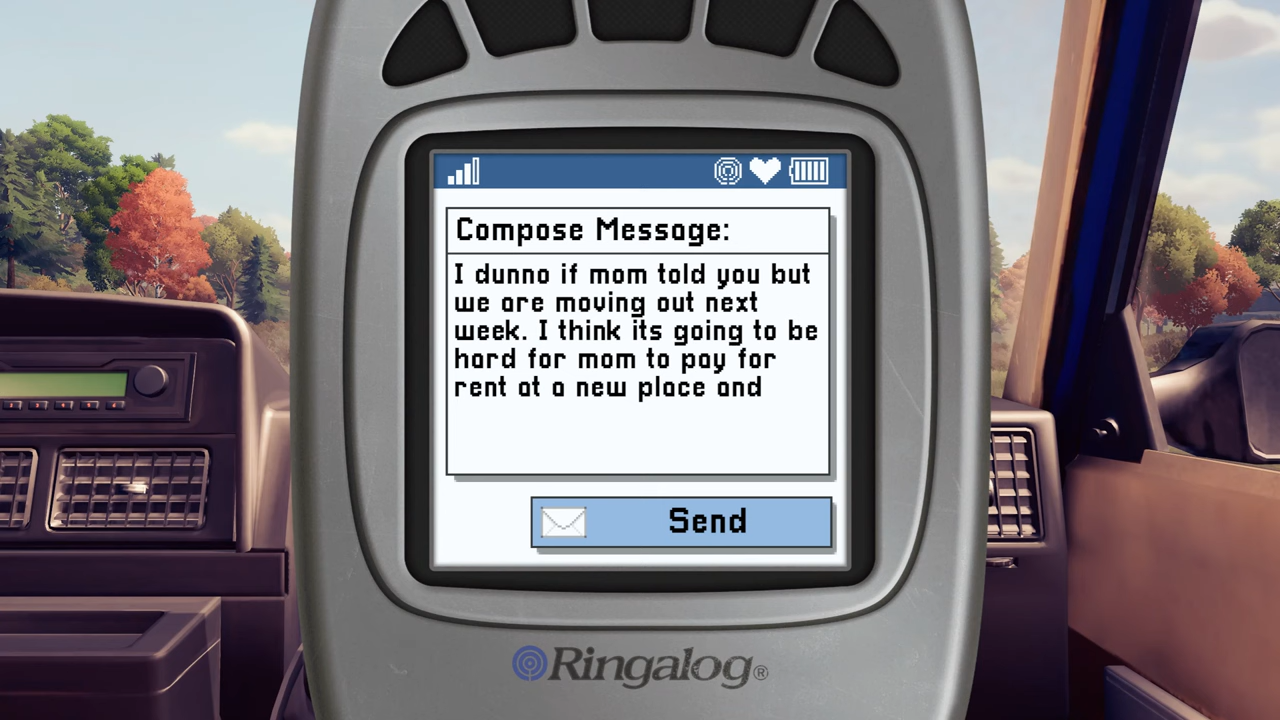 Compose Message:
I dunno if mom told you but
we are moving out next
week. I think its going to be
hard for mom to pay for
rent at a new place and
Send
Ringalog®